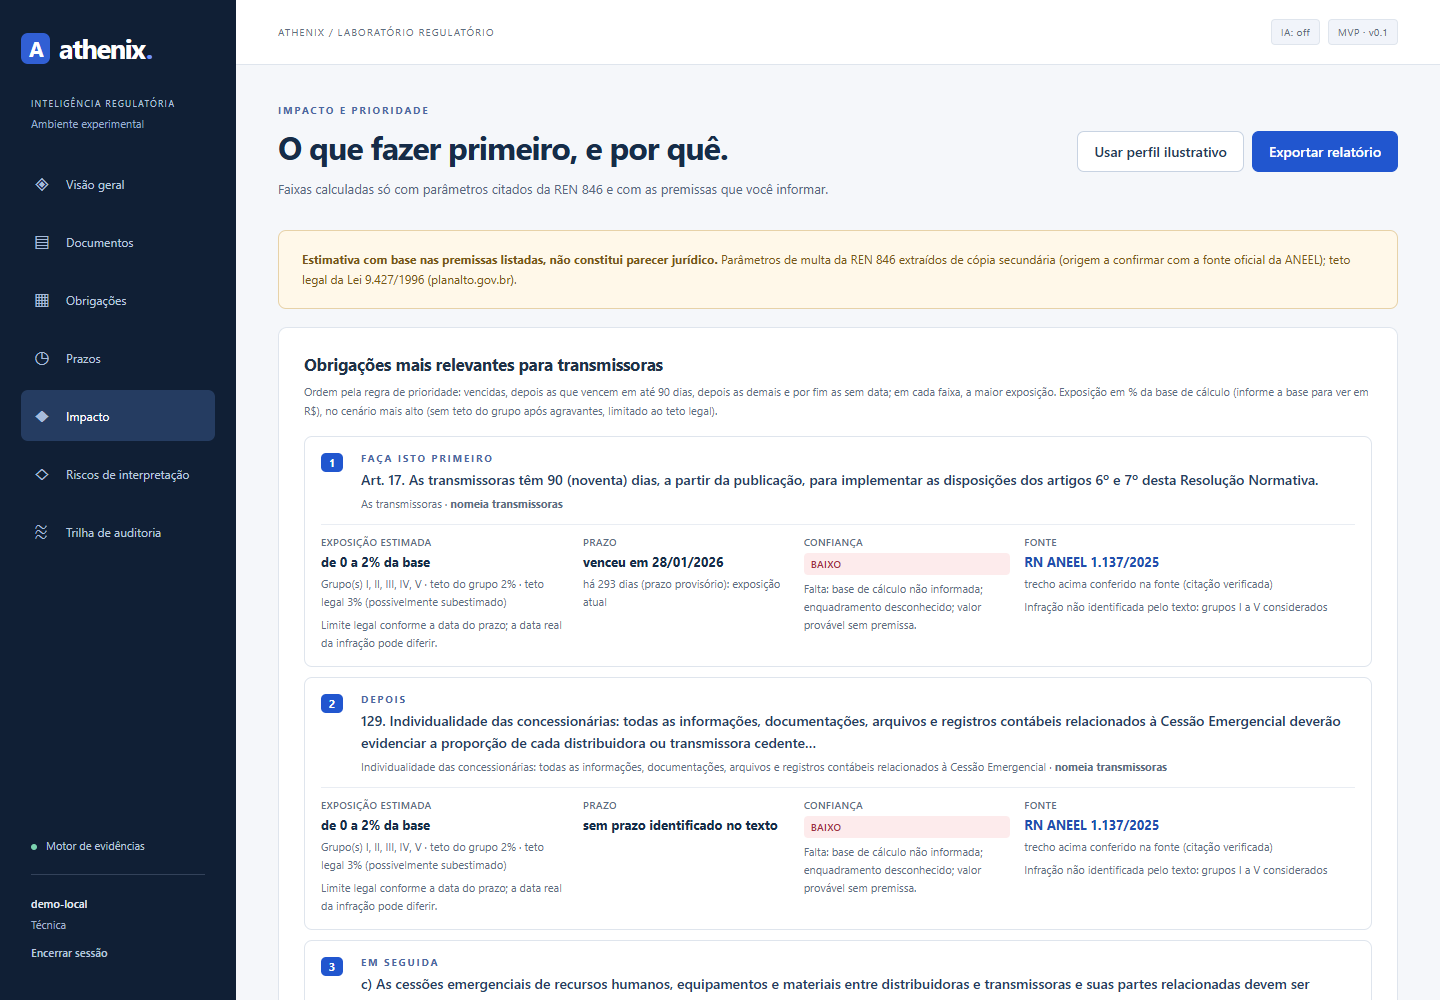 A athenix.
INTELIGÊNCIA REGULATÓRIA
Ambiente experimental
Visão geral
Documentos
Obrigações
Prazos
Impacto
Riscos de interpretação
Trilha de auditoria
Motor de evidências
demo-local
Técnica
Encerrar sessão
ATHENIX / LABORATÓRIO REGULATÓRIO
IA: off
MVP · v0.1
IMPACTO E PRIORIDADE
O que fazer primeiro, e por quê.
Faixas calculadas só com parâmetros citados da REN 846 e com as premissas que você informar.
Usar perfil ilustrativo
Exportar relatório
Estimativa com base nas premissas listadas, não constitui parecer jurídico. Parâmetros de multa da REN 846 extraídos de cópia secundária (origem a confirmar com a fonte oficial da ANEEL); teto
legal da Lei 9.427/1996 (planalto.gov.br).
Obrigações mais relevantes para transmissoras
Ordem pela regra de prioridade: vencidas, depois as que vencem em até 90 dias, depois as demais e por fim as sem data; em cada faixa, a maior exposição. Exposição em % da base de cálculo (informe a base para ver em
R$), no cenário mais alto (sem teto do grupo após agravantes, limitado ao teto legal).
1
FAÇA ISTO PRIMEIRO
Art. 17. As transmissoras têm 90 (noventa) dias, a partir da publicação, para implementar as disposições dos artigos 6º e 7º desta Resolução Normativa.
As transmissoras · nomeia transmissoras
EXPOSIÇÃO ESTIMADA
de 0 a 2% da base
Grupo(s) I, II, III, IV, V · teto do grupo 2% · teto
legal 3% (possivelmente subestimado)
Limite legal conforme a data do prazo; a data real
da infração pode diferir.
PRAZO
venceu em 28/01/2026
há 293 dias (prazo provisório): exposição
atual
CONFIANÇA
BAIXO
Falta: base de cálculo não informada;
enquadramento desconhecido; valor
provável sem premissa.
FONTE
RN ANEEL 1.137/2025
trecho acima conferido na fonte (citação verificada)
Infração não identificada pelo texto: grupos I a V considerados
2
DEPOIS
129. Individualidade das concessionárias: todas as informações, documentações, arquivos e registros contábeis relacionados à Cessão Emergencial deverão
evidenciar a proporção de cada distribuidora ou transmissora cedente...
Individualidade das concessionárias: todas as informações, documentações, arquivos e registros contábeis relacionados à Cessão Emergencial · nomeia transmissoras
EXPOSIÇÃO ESTIMADA
de 0 a 2% da base
Grupo(s) I, II, III, IV, V · teto do grupo 2% · teto
legal 3% (possivelmente subestimado)
Limite legal conforme a data do prazo; a data real
da infração pode diferir.
PRAZO
sem prazo identificado no texto
CONFIANÇA
BAIXO
Falta: base de cálculo não informada;
enquadramento desconhecido; valor
provável sem premissa.
FONTE
RN ANEEL 1.137/2025
trecho acima conferido na fonte (citação verificada)
Infração não identificada pelo texto: grupos I a V considerados
3
EM SEGUIDA
c) As cessões emergenciais de recursos humanos, equipamentos e materiais entre distribuidoras e transmissoras e suas partes relacionadas devem ser